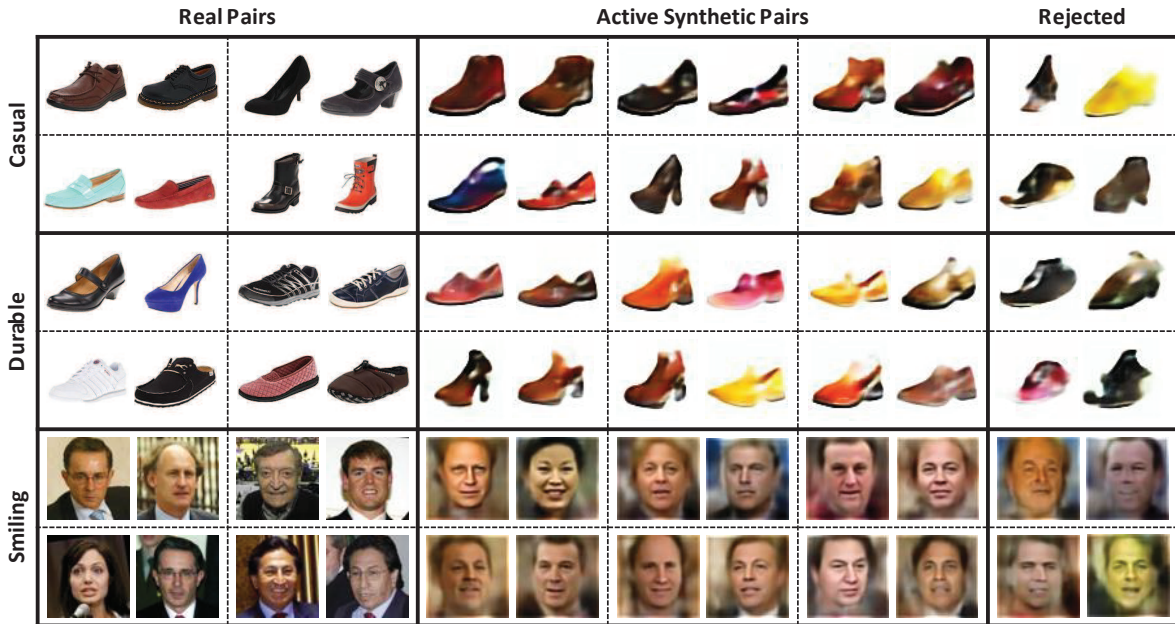 Real Pairs
Active Synthetic Pairs
Rejected
Casual
Durable
Smiling